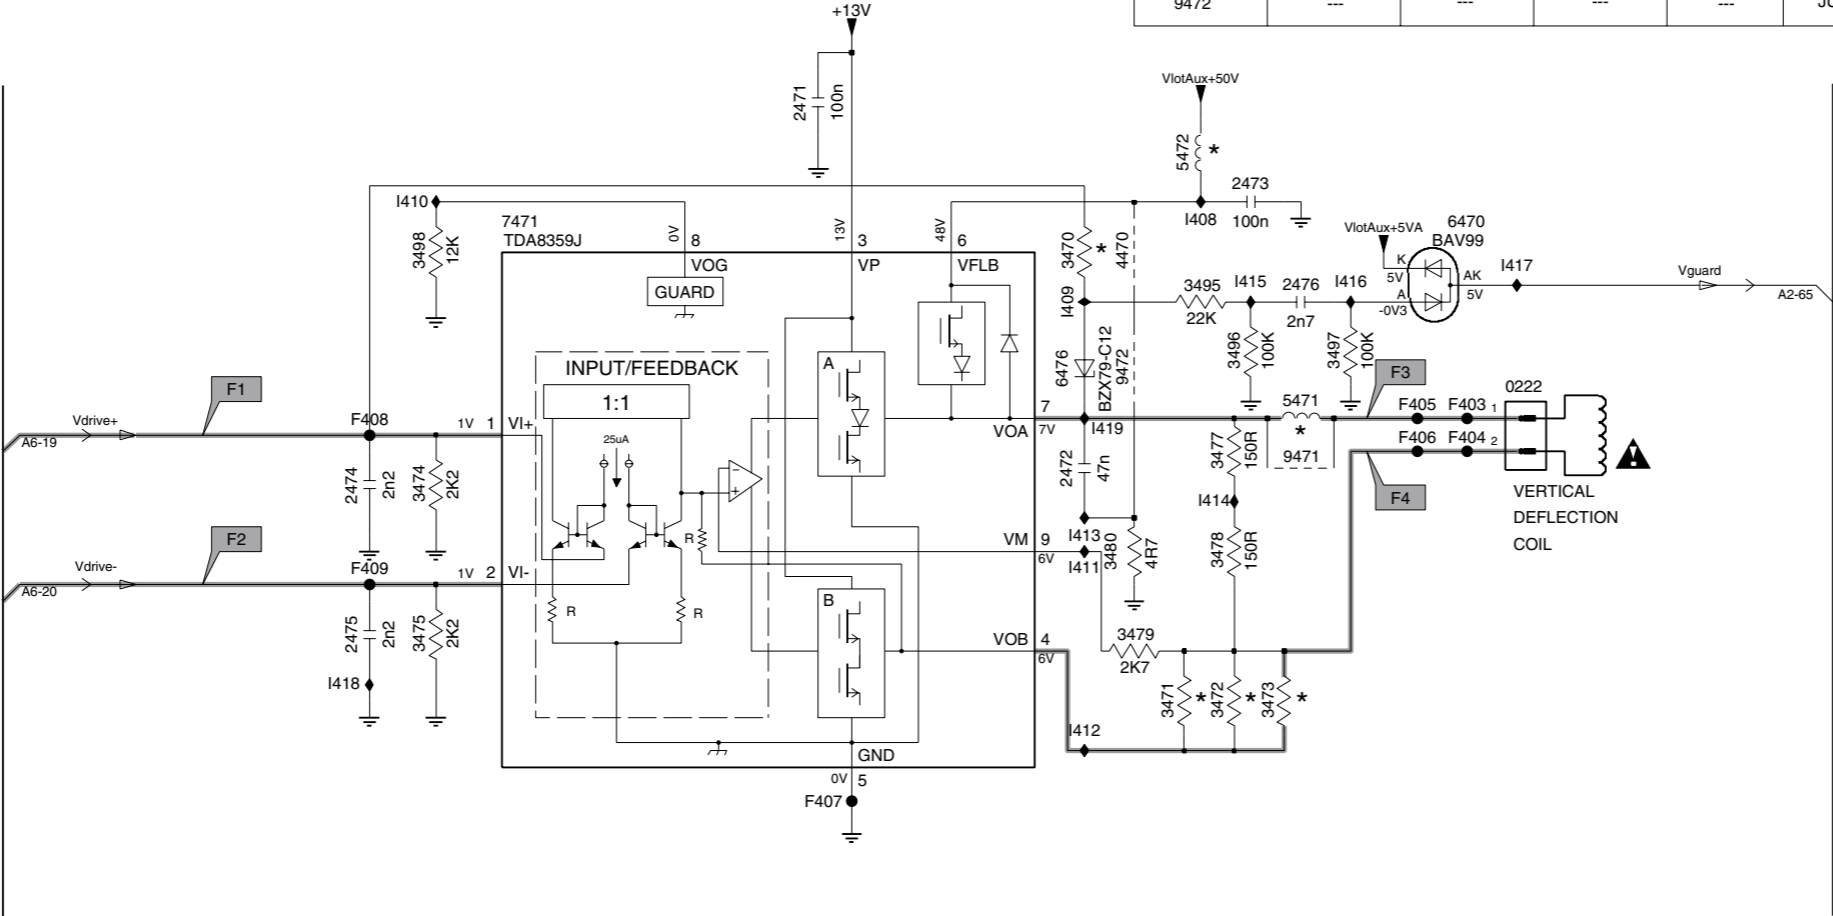 +13V
9472 --- --- --- --- JU
2471
100n
VlotAux+50V
5472
*
2473
100n
I408
I410
3498
12K
7471
TDA8359J
0V
8
VOG
GUARD
13V
3
VP
48V
6
VFLB
3470
*
4470
I409
VlotAux+5VA
6470
BAV99
K
5V
A
-0V3
AK
5V
I417
Vguard
A2-65
3495
22K
I415
2476
2n7
I416
3496
100K
3497
100K
6476
BZX79-C12
9472
INPUT/FEEDBACK
1:1
25uA
A
F1
Vdrive+
A6-19
F408
1V
1
VI+
2474
2n2
3474
2K2
7
VOA
7V
I419
2472
47n
3477
150R
5471
*
9471
F3
F405
F403
1
0222
F406
F404
2
F4
VERTICAL
DEFLECTION
COIL
I414
3478
150R
F2
Vdrive-
A6-20
F409
1V
2
VI-
2475
2n2
3475
2K2
I418
-
+
R
R
R
VM
9
6V
I413
I411
3480
4R7
B
VOB
4
6V
3479
2K7
3471
*
3472
*
3473
*
I412
GND
0V
5
F407